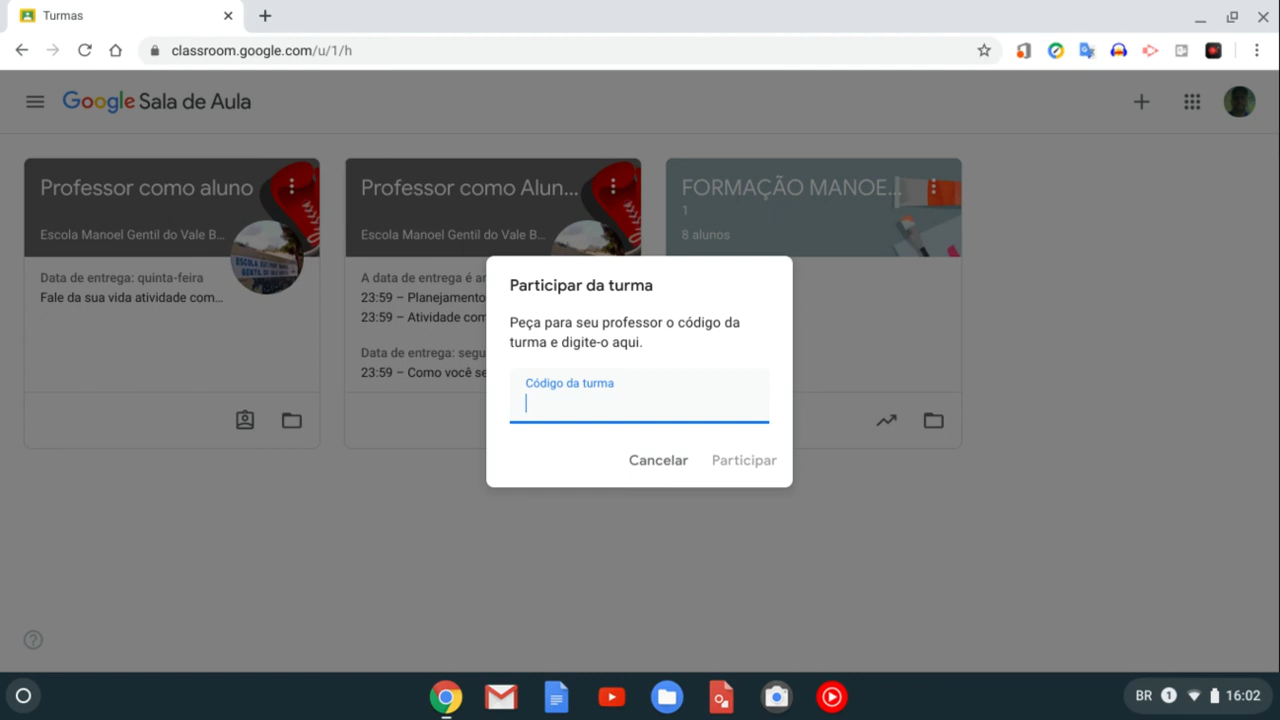 Turmas
classroom.google.com/u/1/h
Google Sala de Aula
Professor como aluno
Escola Manoel Gentil do Vale B...
Data de entrega: quinta-feira
Fale da sua vida atividade com...
Professor como Alun...
Escola Manoel Gentil do Vale B...
A data de entrega é a
23:59 – Planejamento
23:59 – Atividade com
Data de entrega: segu
23:59 – Como você se
FORMAÇÃO MANOE...
1
8 alunos
Participar da turma
Peça para seu professor o código da
turma e digite-o aqui.
Código da turma
Cancelar Participar
BR 1 16:02